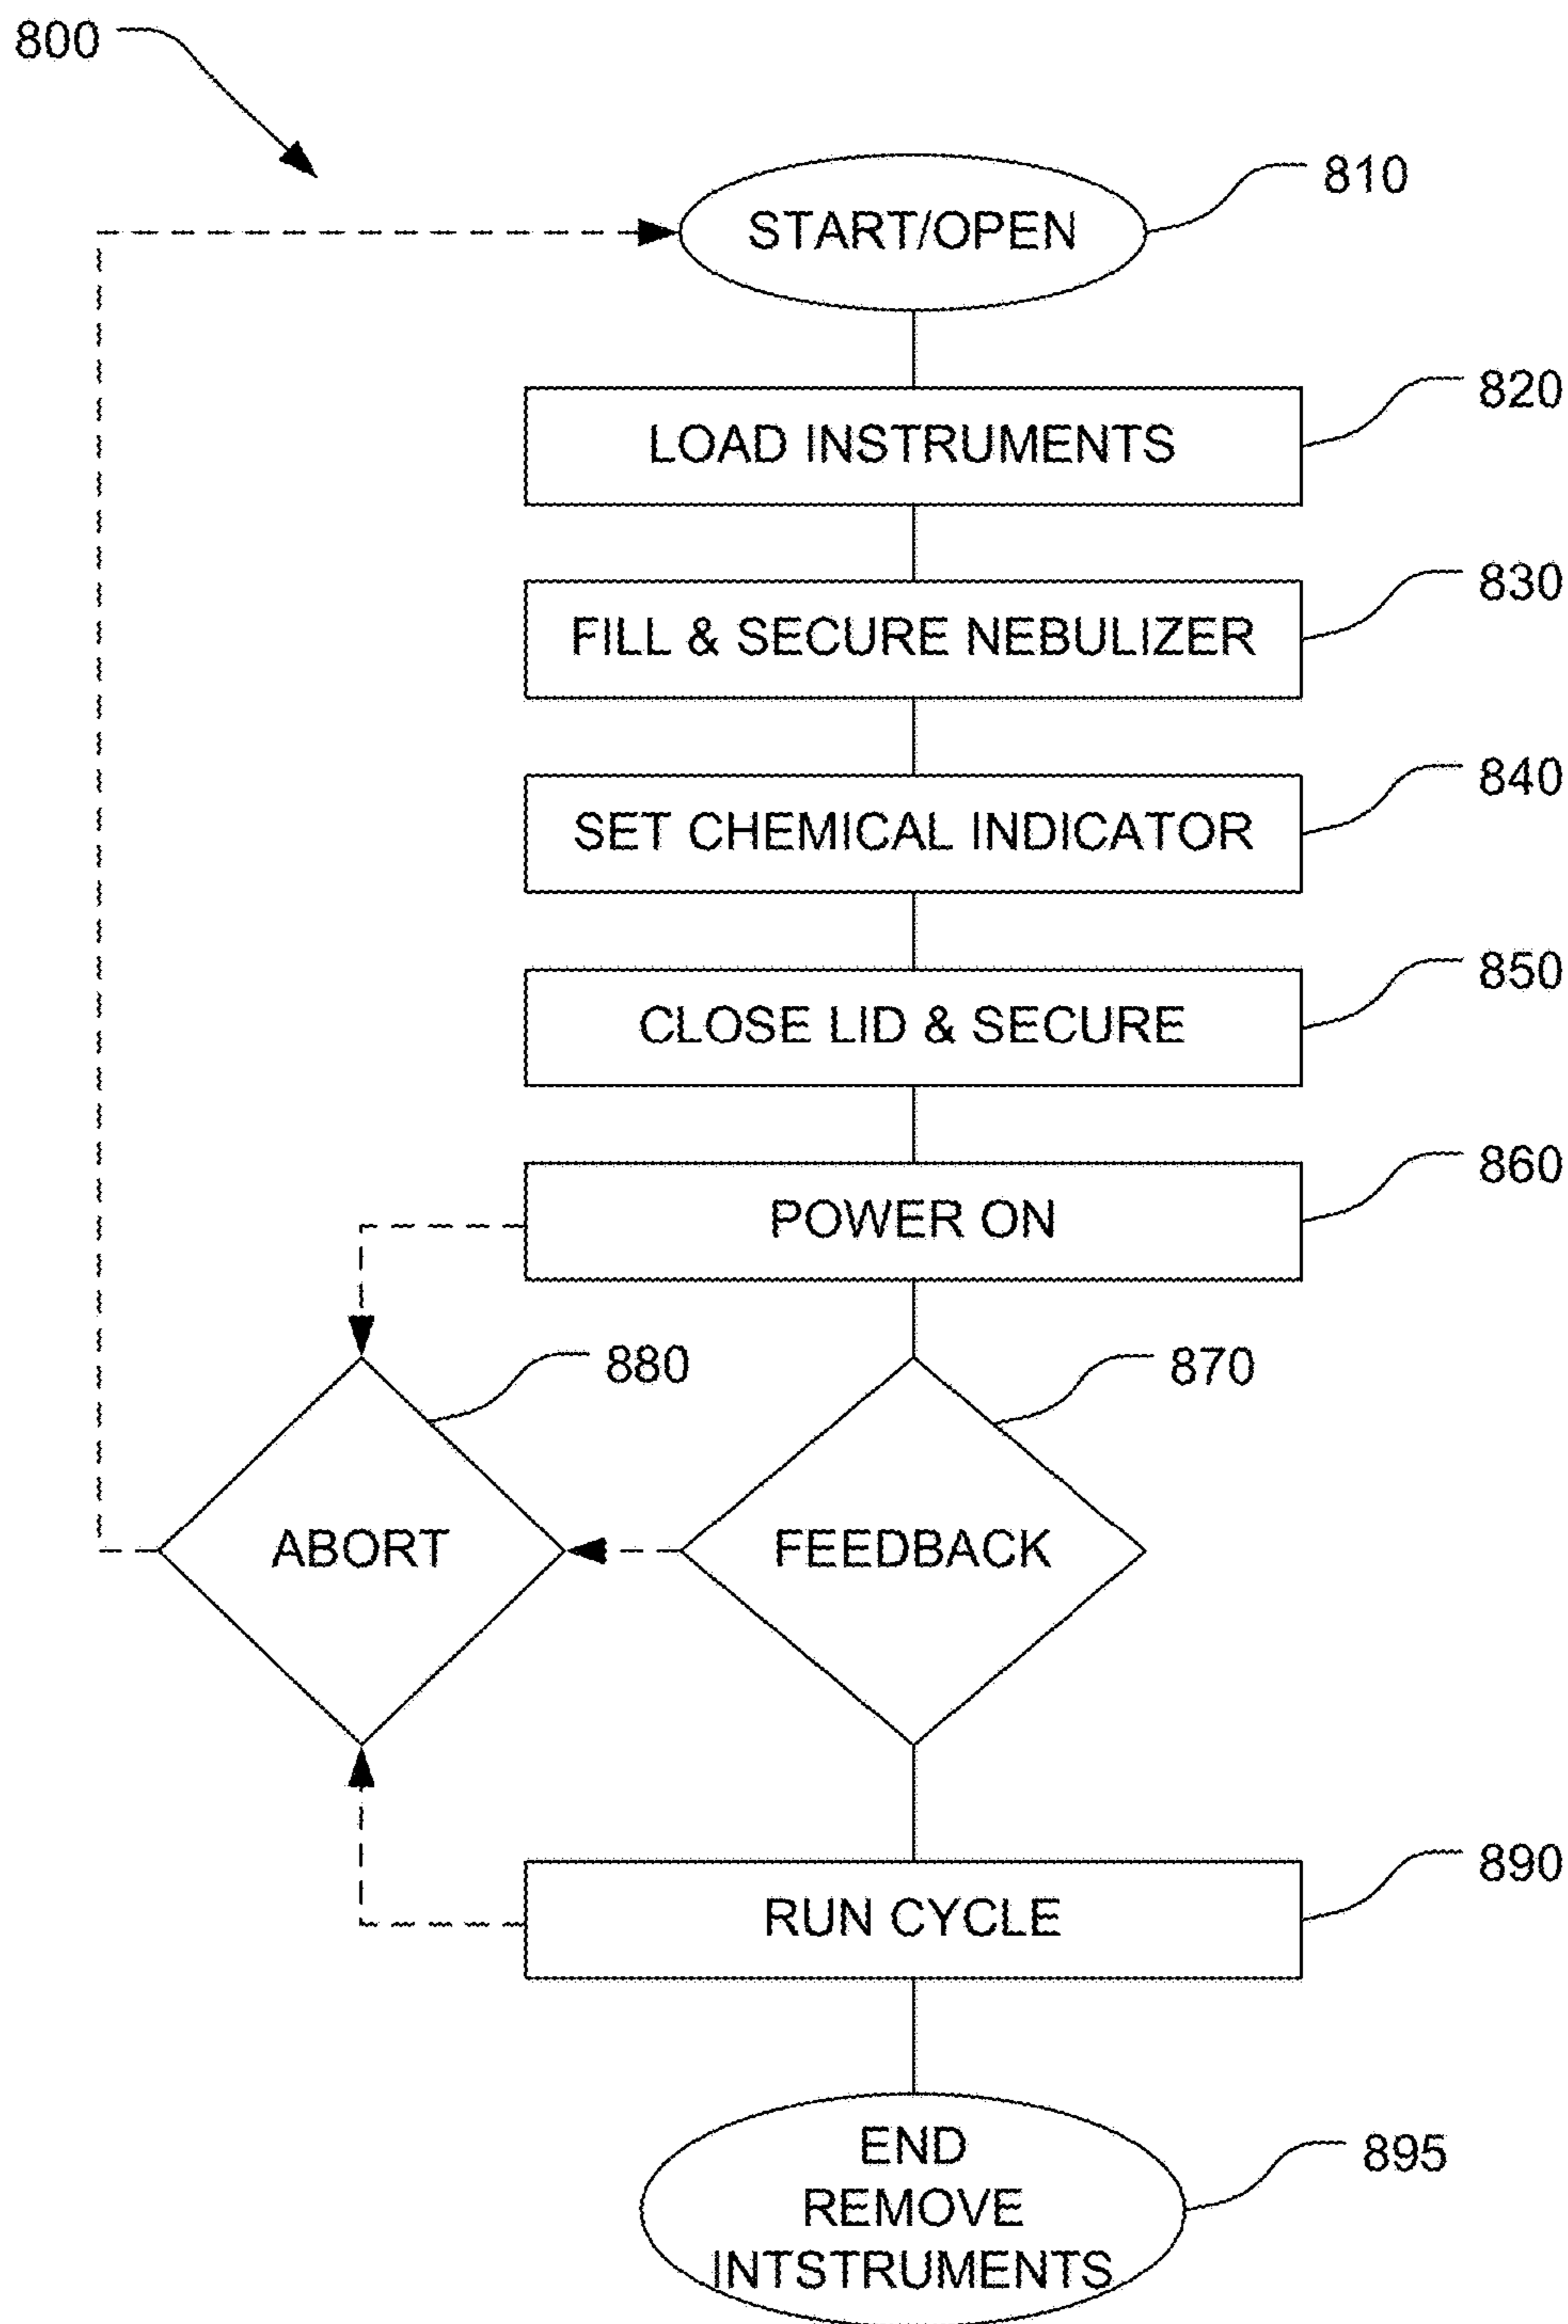 800
START/OPEN
810
LOAD INSTRUMENTS
820
FILL & SECURE NEBULIZER
830
SET CHEMICAL INDICATOR
840
CLOSE LID & SECURE
850
POWER ON
860
880
870
ABORT
FEEDBACK
RUN CYCLE
890
END
REMOVE
INTSTRUMENTS
895